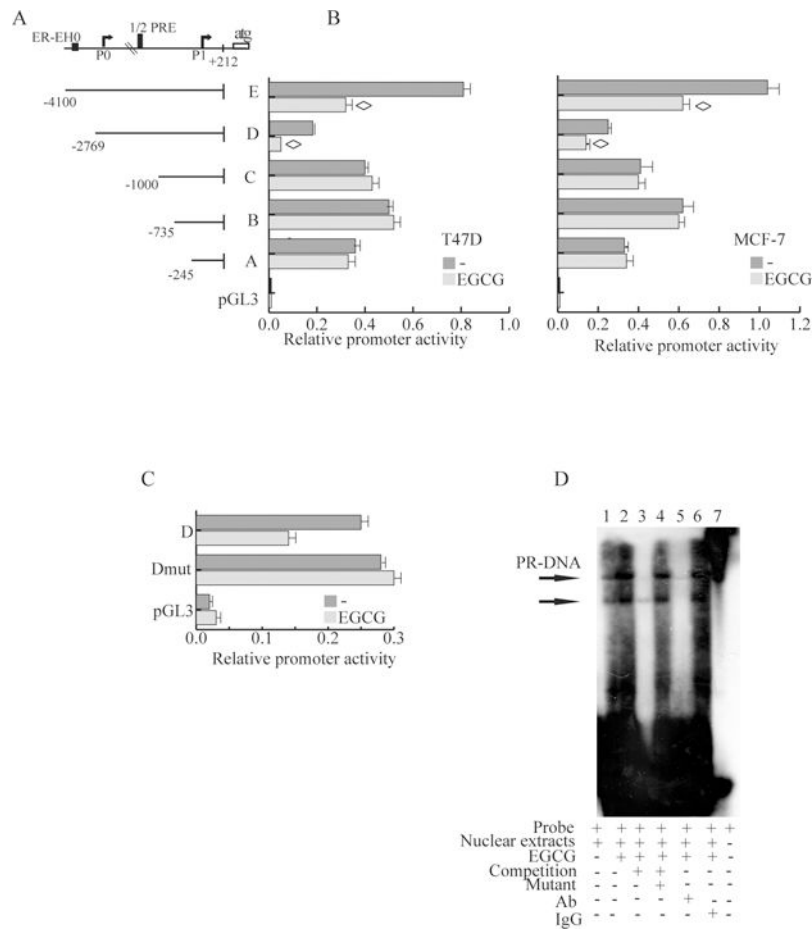 A
B
1/2 PRE
ER-EH0
atg
P0
P1
+212
-4100
E
-2769
D
-1000
C
-735
B
T47D
-
EGCG
MCF-7
-
EGCG
-245
A
pGL3
0.0 0.2 0.4 0.6 0.8 1.0
0.0 0.2 0.4 0.6 0.8 1.0 1.2
Relative promoter activity
Relative promoter activity
C
D
D
Dmut
pGL3
-
EGCG
0.0 0.1 0.2 0.3
Relative promoter activity
1 2 3 4 5 6 7
PR-DNA
Probe + + + + + + +
Nuclear extracts + + + + + + -
EGCG - + + + + + -
Competition - - + + - - -
Mutant - - - + - - -
Ab - - - - + - -
IgG - - - - - + -